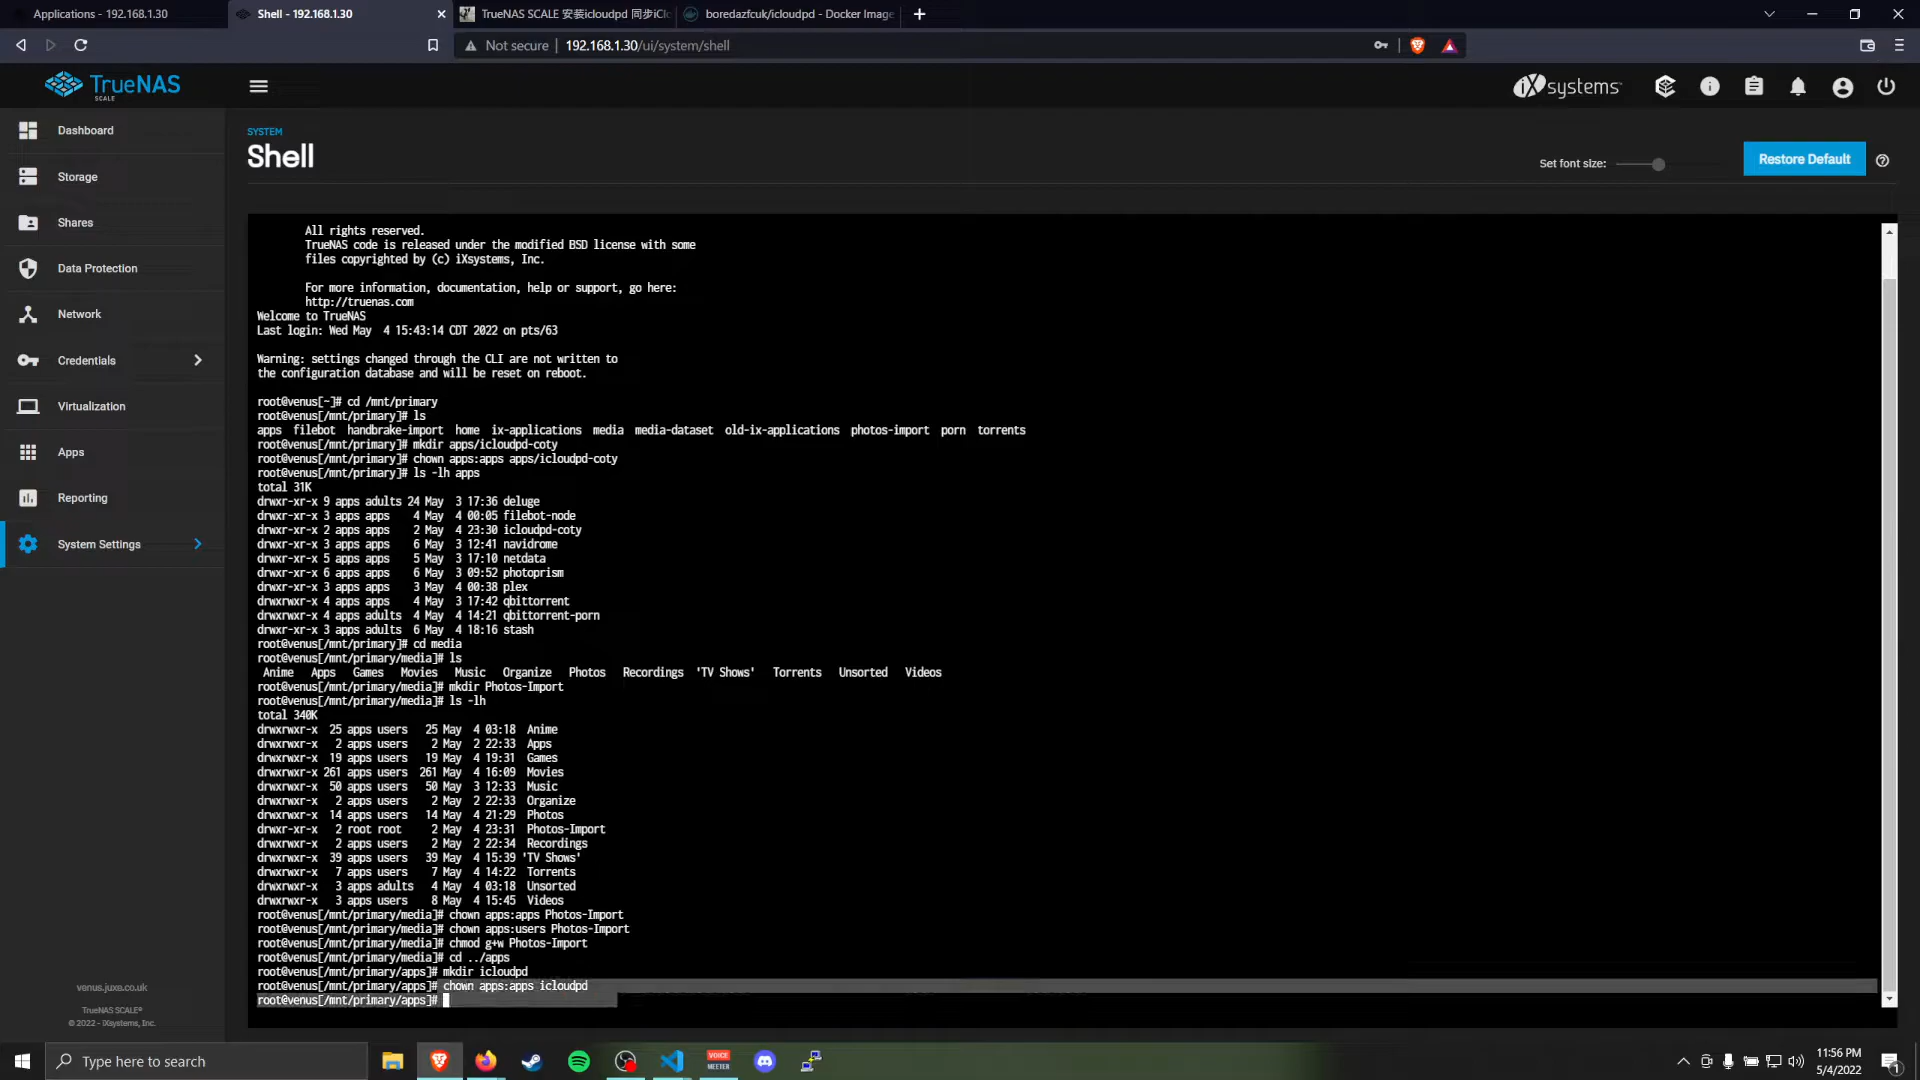 Applications - 192.168.1.30
Shell - 192.168.1.30
TrueNAS SCALE 安装icloudpd 同步iClo
boredazfcuk/icloudpd - Docker Image
Not secure
192.168.1.30/ui/system/shell
TrueNAS
SCALE
iXsystems
Dashboard
Storage
Shares
Data Protection
Network
Credentials
Virtualization
Apps
Reporting
System Settings
venus.juxe.co.uk
TrueNAS SCALE®
© 2022 - iXsystems, Inc.
SYSTEM
Shell
Set font size:
Restore Default
All rights reserved.
TrueNAS code is released under the modified BSD license with some
files copyrighted by (c) iXsystems, Inc.
For more information, documentation, help or support, go here:
http://truenas.com
Welcome to TrueNAS
Last login: Wed May  4 15:43:14 CDT 2022 on pts/63
Warning: settings changed through the CLI are not written to
the configuration database and will be reset on reboot.
root@venus[~]# cd /mnt/primary
root@venus[/mnt/primary]# ls
apps  filebot  handbrake-import  home  ix-applications  media  media-dataset  old-ix-applications  photos-import  porn  torrents
root@venus[/mnt/primary]# mkdir apps/icloudpd-coty
root@venus[/mnt/primary]# chown apps:apps apps/icloudpd-coty
root@venus[/mnt/primary]# ls -lh apps
total 31K
drwxr-xr-x 9 apps adults 24 May  3 17:36 deluge
drwxr-xr-x 3 apps apps    4 May  4 00:05 filebot-node
drwxr-xr-x 2 apps apps    2 May  4 23:30 icloudpd-coty
drwxr-xr-x 3 apps apps    6 May  3 12:41 navidrome
drwxr-xr-x 5 apps apps    5 May  3 17:10 netdata
drwxr-xr-x 6 apps apps    6 May  3 09:52 photoprism
drwxr-xr-x 3 apps apps    3 May  4 00:38 plex
drwxrwxr-x 4 apps apps    4 May  3 17:42 qbittorrent
drwxrwxr-x 4 apps adults  4 May  4 14:21 qbittorrent-porn
drwxr-xr-x 3 apps adults  6 May  4 18:16 stash
root@venus[/mnt/primary]# cd media
root@venus[/mnt/primary/media]# ls
Anime   Apps   Games   Movies   Music   Organize   Photos   Recordings  'TV Shows'   Torrents   Unsorted   Videos
root@venus[/mnt/primary/media]# mkdir Photos-Import
root@venus[/mnt/primary/media]# ls -lh
total 340K
drwxrwxr-x  25 apps users   25 May  4 03:18  Anime
drwxrwxr-x   2 apps users    2 May  2 22:33  Apps
drwxrwxr-x  19 apps users   19 May  4 19:31  Games
drwxrwxr-x 261 apps users  261 May  4 16:09  Movies
drwxrwxr-x  50 apps users   50 May  3 12:33  Music
drwxrwxr-x   2 apps users    2 May  2 22:33  Organize
drwxrwxr-x  14 apps users   14 May  4 21:29  Photos
drwxr-xr-x   2 root root     2 May  4 23:31  Photos-Import
drwxrwxr-x   2 apps users    2 May  2 22:34  Recordings
drwxrwxr-x  39 apps users   39 May  4 15:39 'TV Shows'
drwxrwxr-x   7 apps users    7 May  4 14:22  Torrents
drwxrwxr-x   3 apps adults   4 May  4 03:18  Unsorted
drwxrwxr-x   3 apps users    8 May  4 15:45  Videos
root@venus[/mnt/primary/media]# chown apps:apps Photos-Import
root@venus[/mnt/primary/media]# chown apps:users Photos-Import
root@venus[/mnt/primary/media]# chmod g+w Photos-Import
root@venus[/mnt/primary/media]# cd ../apps
root@venus[/mnt/primary/apps]# mkdir icloudpd
root@venus[/mnt/primary/apps]# chown apps:apps icloudpd
root@venus[/mnt/primary/apps]#
Type here to search
VOICE
MEETER
11:56 PM
5/4/2022
1